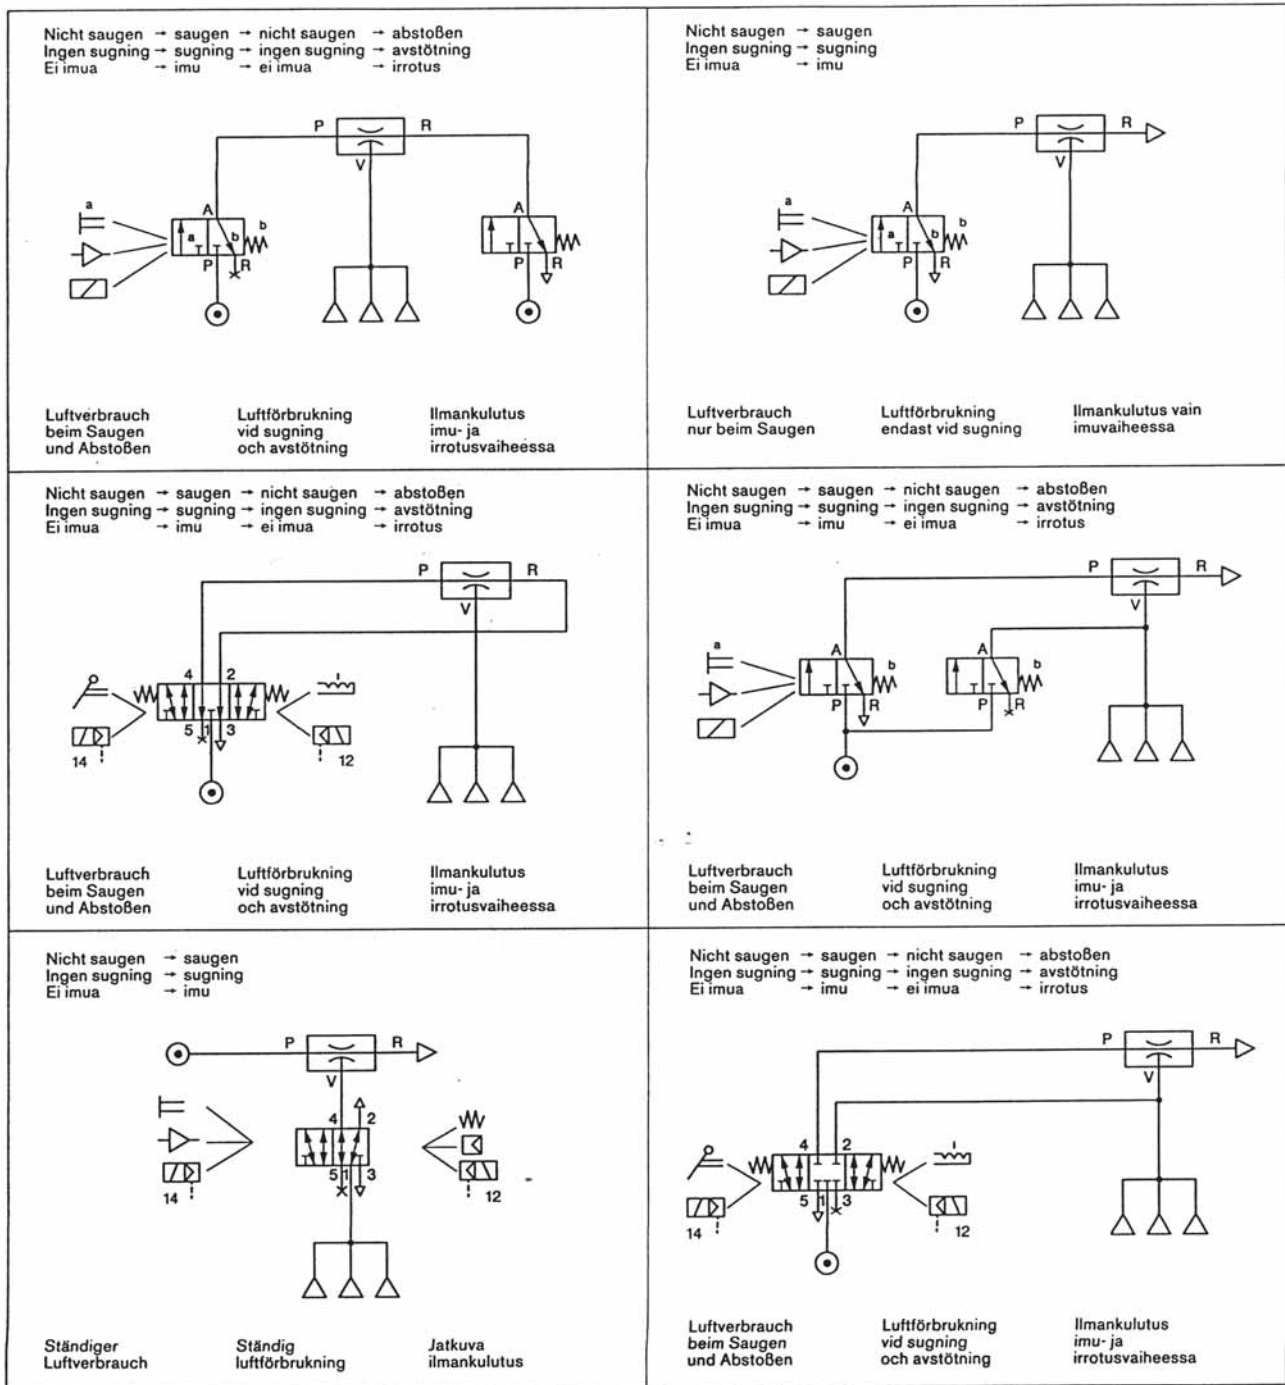 Nicht saugen → saugen → nicht saugen → abstoßen
Ingen sugning → sugning → ingen sugning → avstötning
Ei imua → imu → ei imua → irrotus
P R
V
a
A
A
a b b
P R
P R
Luftverbrauch
beim Saugen
und Abstoßen
Luftförbrukning
vid sugning
och avstötning
Ilmankulutus
imu- ja
irrotusvaiheessa
Nicht saugen → saugen
Ingen sugning → sugning
Ei imua → imu
P R
V
a
A
a b b
P R
Luftverbrauch
nur beim Saugen
Luftförbrukning
endast vid sugning
Ilmankulutus vain
imuvaiheessa
Nicht saugen → saugen → nicht saugen → abstoßen
Ingen sugning → sugning → ingen sugning → avstötning
Ei imua → imu → ei imua → irrotus
P R
V
4 2
5 1 3
14 12
Luftverbrauch
beim Saugen
und Abstoßen
Luftförbrukning
vid sugning
och avstötning
Ilmankulutus
imu- ja
irrotusvaiheessa
Nicht saugen → saugen → nicht saugen → abstoßen
Ingen sugning → sugning → ingen sugning → avstötning
Ei imua → imu → ei imua → irrotus
P R
V
a
A A
b b
P R P R
Luftverbrauch
beim Saugen
und Abstoßen
Luftförbrukning
vid sugning
och avstötning
Ilmankulutus
imu- ja
irrotusvaiheessa
Nicht saugen → saugen
Ingen sugning → sugning
Ei imua → imu
P R
V
4 2
5 1 3
14 12
Ständiger
Luftverbrauch
Ständig
luftförbrukning
Jatkuva
ilmankulutus
Nicht saugen → saugen → nicht saugen → abstoßen
Ingen sugning → sugning → ingen sugning → avstötning
Ei imua → imu → ei imua → irrotus
P R
V
4 2
5 1 3
14 12
Luftverbrauch
beim Saugen
und Abstoßen
Luftförbrukning
vid sugning
och avstötning
Ilmankulutus
imu- ja
irrotusvaiheessa